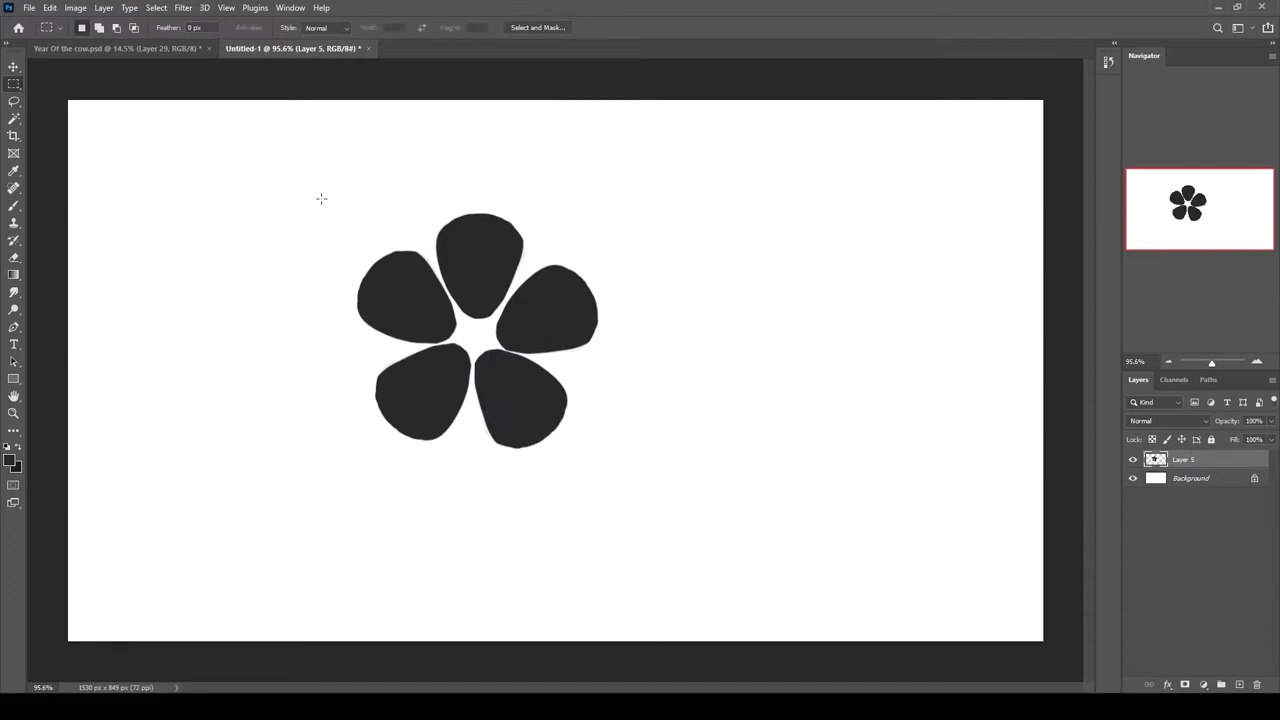 Ps File Edit Image Layer Type Select Filter 3D View Plugins Window Help
Feather: 0 px Anti-alias Style: Normal Width: Height: Select and Mask...
Year Of the cow.psd @ 14.5% (Layer 29, RGB/8) * × Untitled-1 @ 95.6% (Layer 5, RGB/8#) * ×
Navigator
95.6%
Layers Channels Paths
Kind
Normal Opacity: 100%
Lock: Fill: 100%
Layer 5
Background
95.6% 1530 px x 849 px (72 ppi)